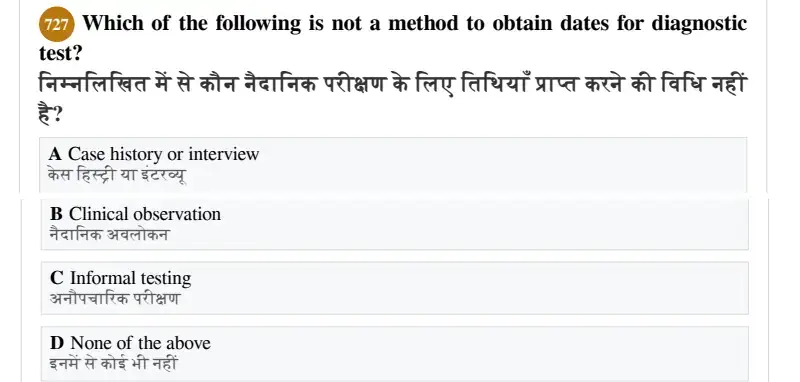 727 Which of the following is not a method to obtain dates for diagnostic
test?
निम्नलिखित में से कौन नैदानिक परीक्षण के लिए तिथियाँ प्राप्त करने की विधि नहीं
है?
A Case history or interview
केस हिस्ट्री या इंटरव्यू
B Clinical observation
नैदानिक अवलोकन
C Informal testing
अनौपचारिक परीक्षण
D None of the above
इनमें से कोई भी नहीं